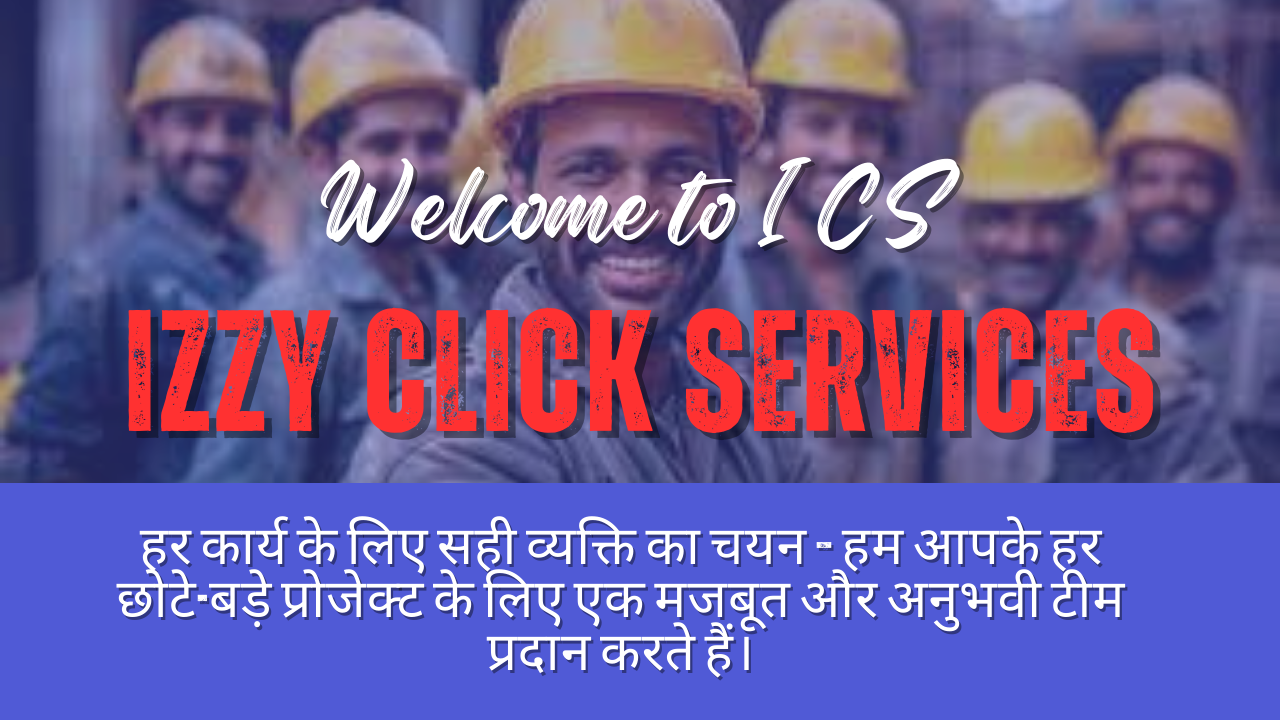 Welcome to I CS
IZZY CLICK SERVICES
हर कार्य के लिए सही व्यक्ति का चयन - हम आपके हर
छोटे-बड़े प्रोजेक्ट के लिए एक मजबूत और अनुभवी टीम
प्रदान करते हैं।